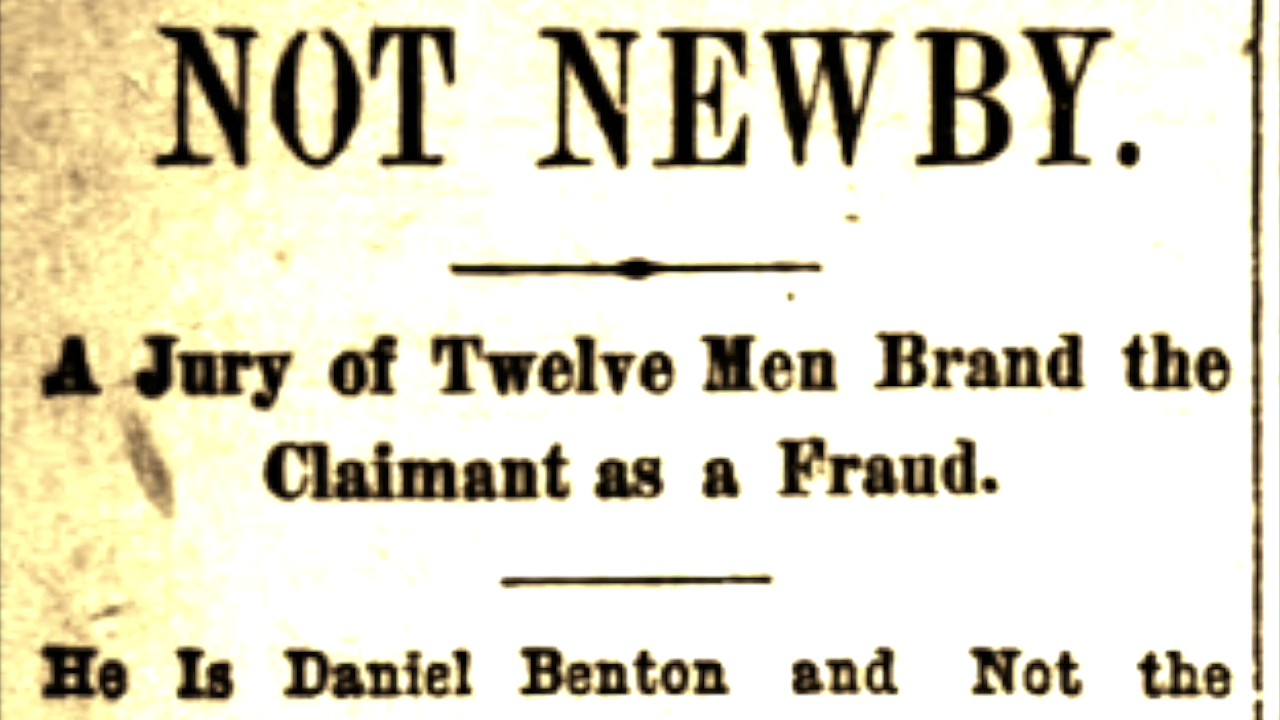 NOT NEWBY.
A Jury of Twelve Men Brand the
Claimant as a Fraud.
He Is Daniel Benton and Not the